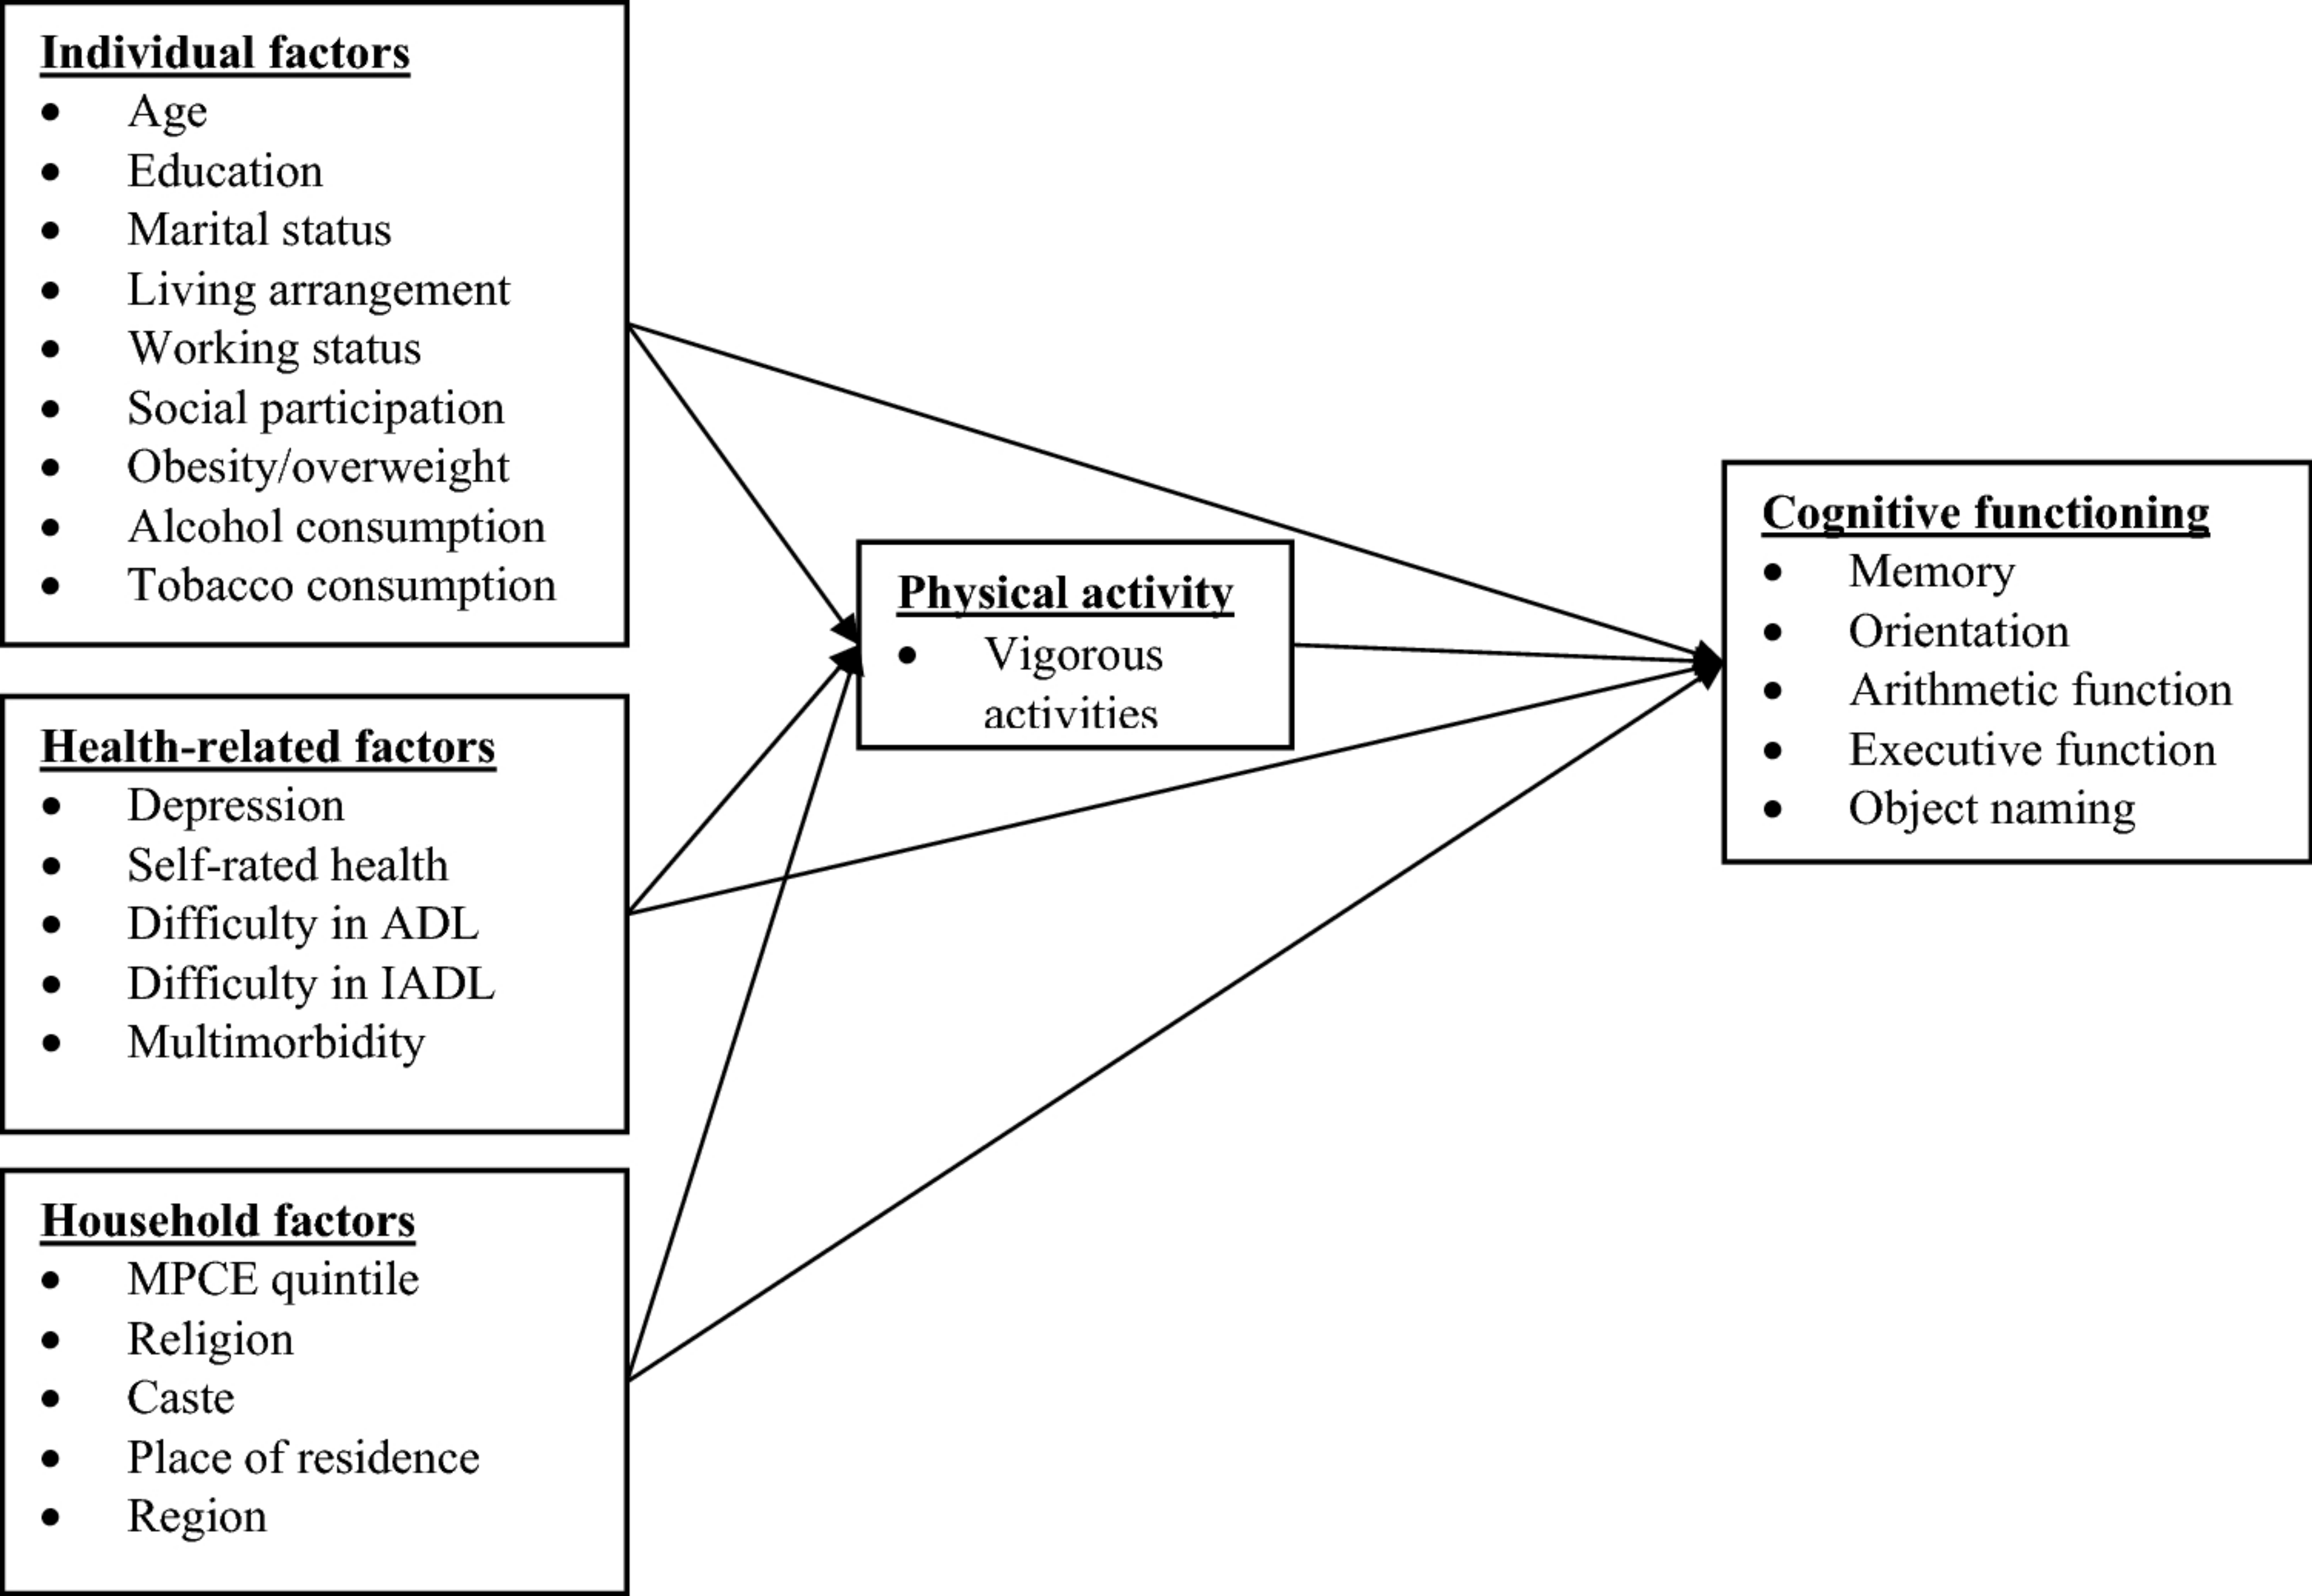 Individual factors
• Age
• Education
• Marital status
• Living arrangement
• Working status
• Social participation
• Obesity/overweight
• Alcohol consumption
• Tobacco consumption
Health-related factors
• Depression
• Self-rated health
• Difficulty in ADL
• Difficulty in IADL
• Multimorbidity
Household factors
• MPCE quintile
• Religion
• Caste
• Place of residence
• Region
Physical activity
• Vigorous
activities
Cognitive functioning
• Memory
• Orientation
• Arithmetic function
• Executive function
• Object naming